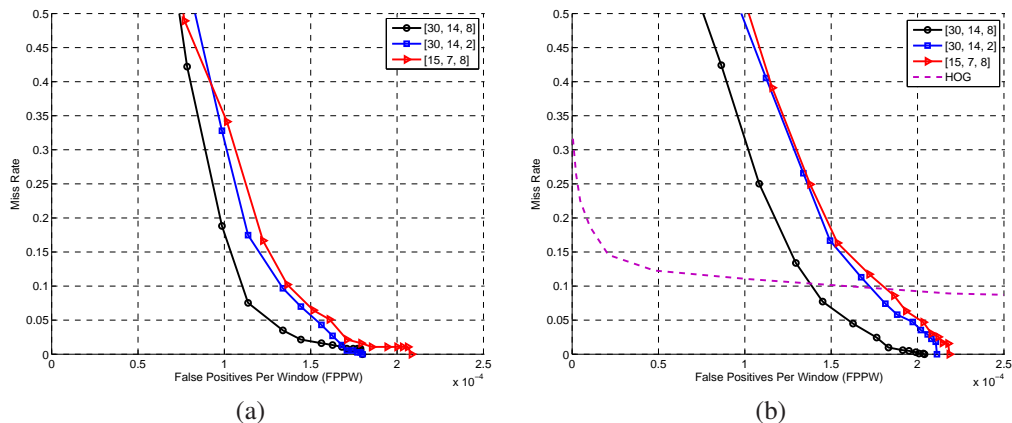 0.5
0.45
0.4
0.35
0.3
0.25
0.2
0.15
0.1
0.05
0
Miss Rate
0 0.5 1 1.5 2 2.5
False Positives Per Window (FPPW)
x 10⁻⁴
[30, 14, 8]
[30, 14, 2]
[15, 7, 8]
(a)
0.5
0.45
0.4
0.35
0.3
0.25
0.2
0.15
0.1
0.05
0
Miss Rate
0 0.5 1 1.5 2 2.5
False Positives Per Window (FPPW)
x 10⁻⁴
[30, 14, 8]
[30, 14, 2]
[15, 7, 8]
HOG
(b)